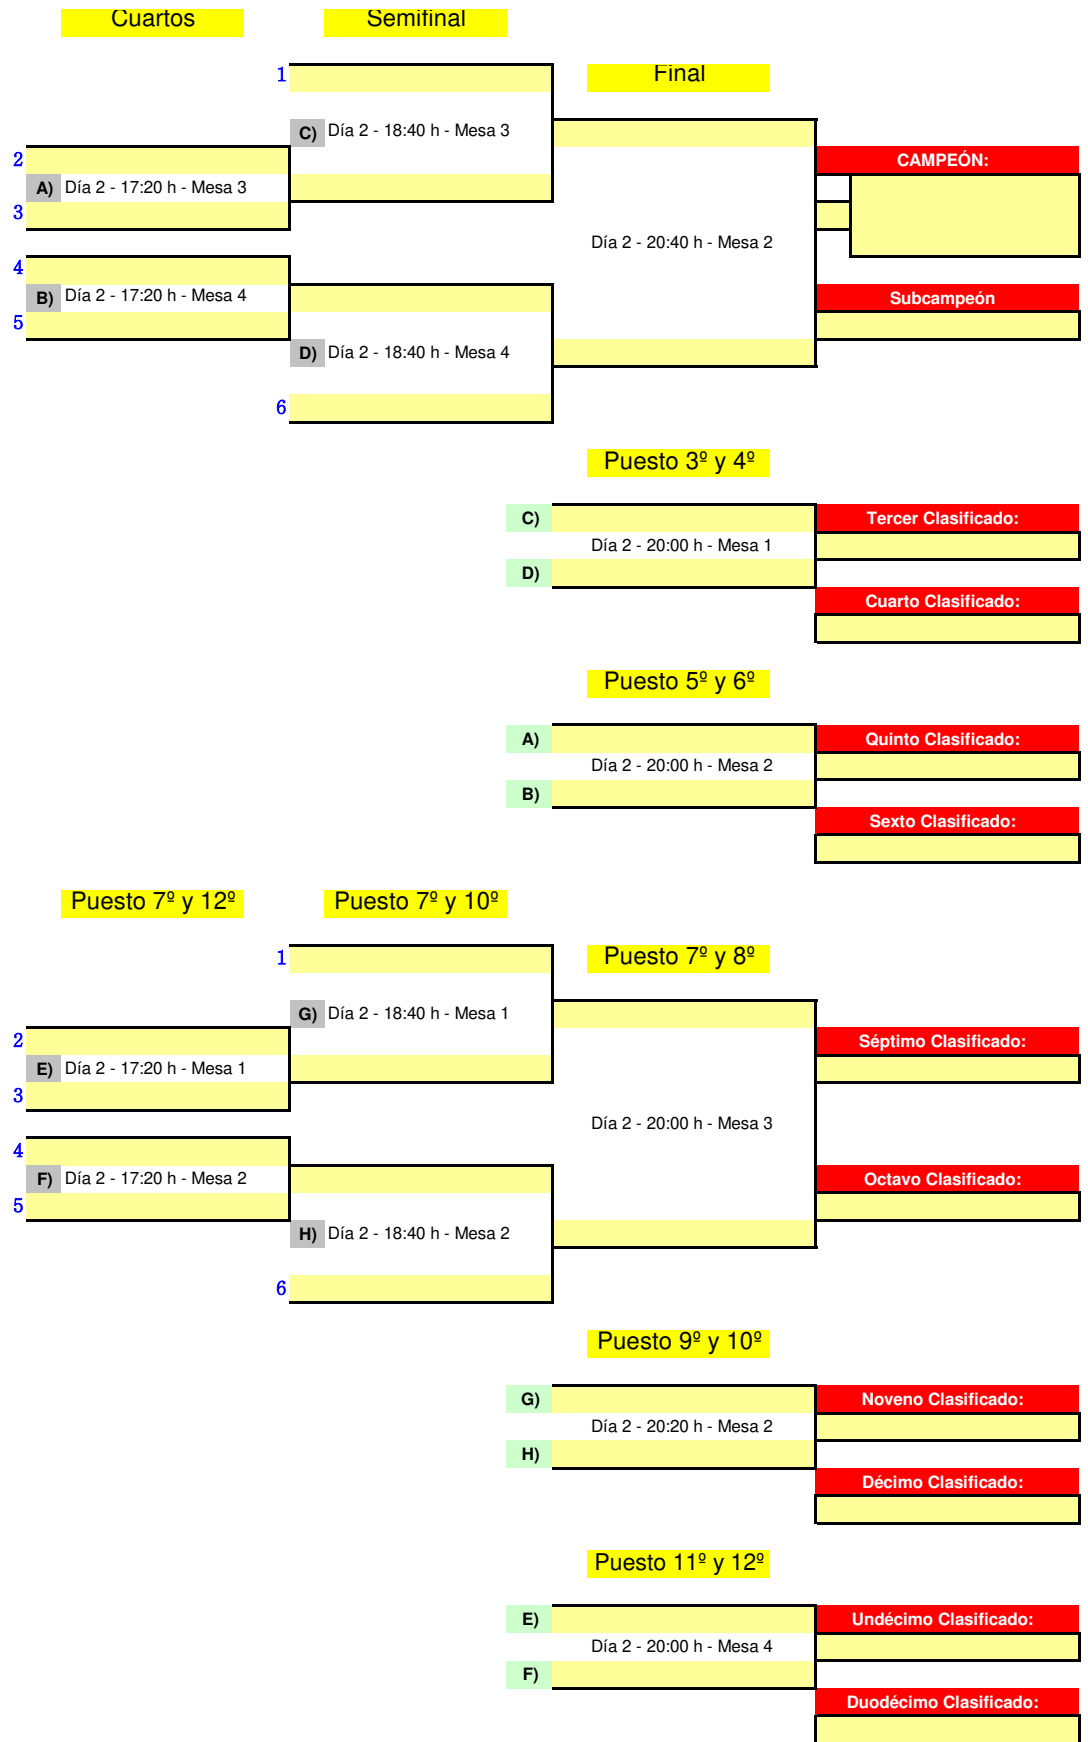 Cuartos
Semifinal
1
Final
C) Día 2 - 18:40 h - Mesa 3
2
CAMPEÓN:
A) Día 2 - 17:20 h - Mesa 3
3
Día 2 - 20:40 h - Mesa 2
4
B) Día 2 - 17:20 h - Mesa 4
Subcampeón
5
D) Día 2 - 18:40 h - Mesa 4
6
Puesto 3º y 4º
C)
Tercer Clasificado:
Día 2 - 20:00 h - Mesa 1
D)
Cuarto Clasificado:
Puesto 5º y 6º
A)
Quinto Clasificado:
Día 2 - 20:00 h - Mesa 2
B)
Sexto Clasificado:
Puesto 7º y 12º
Puesto 7º y 10º
1
Puesto 7º y 8º
G) Día 2 - 18:40 h - Mesa 1
2
Séptimo Clasificado:
E) Día 2 - 17:20 h - Mesa 1
3
Día 2 - 20:00 h - Mesa 3
4
F) Día 2 - 17:20 h - Mesa 2
Octavo Clasificado:
5
H) Día 2 - 18:40 h - Mesa 2
6
Puesto 9º y 10º
G)
Noveno Clasificado:
Día 2 - 20:20 h - Mesa 2
H)
Décimo Clasificado:
Puesto 11º y 12º
E)
Undécimo Clasificado:
Día 2 - 20:00 h - Mesa 4
F)
Duodécimo Clasificado: